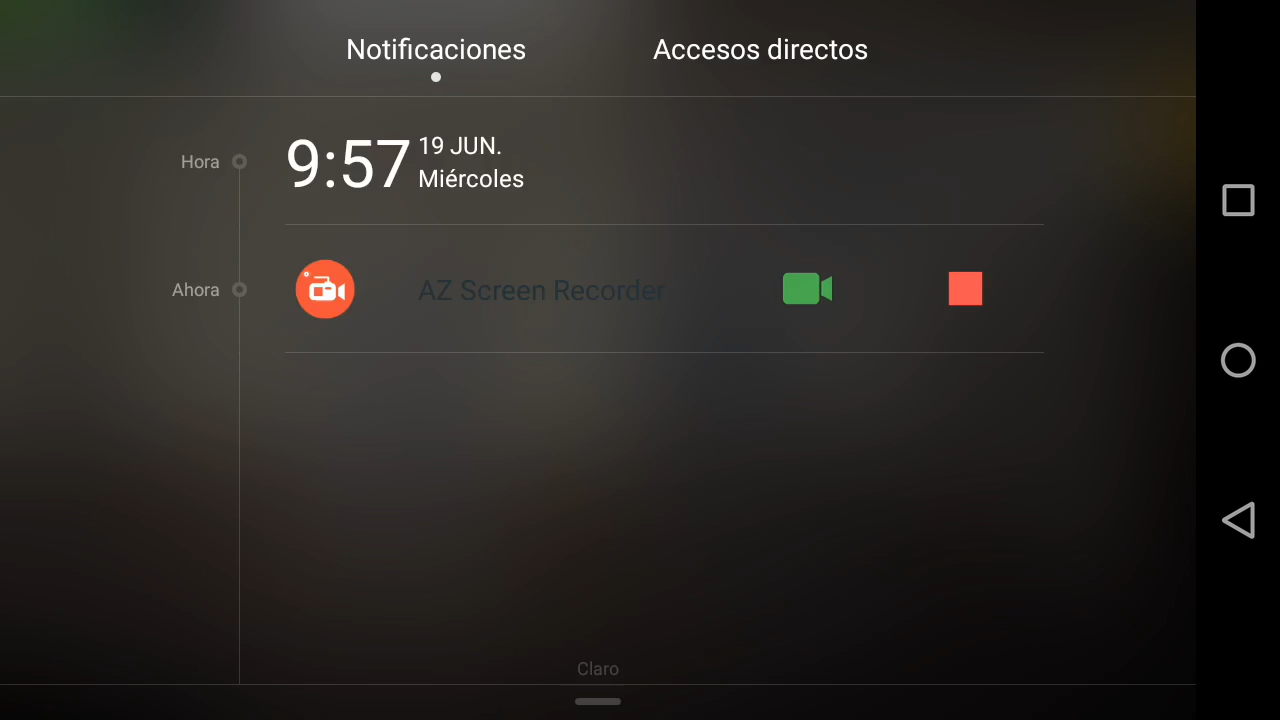 Notificaciones
Accesos directos
Hora
9:57
19 JUN.
Miércoles
Ahora
AZ Screen Recorder
Claro